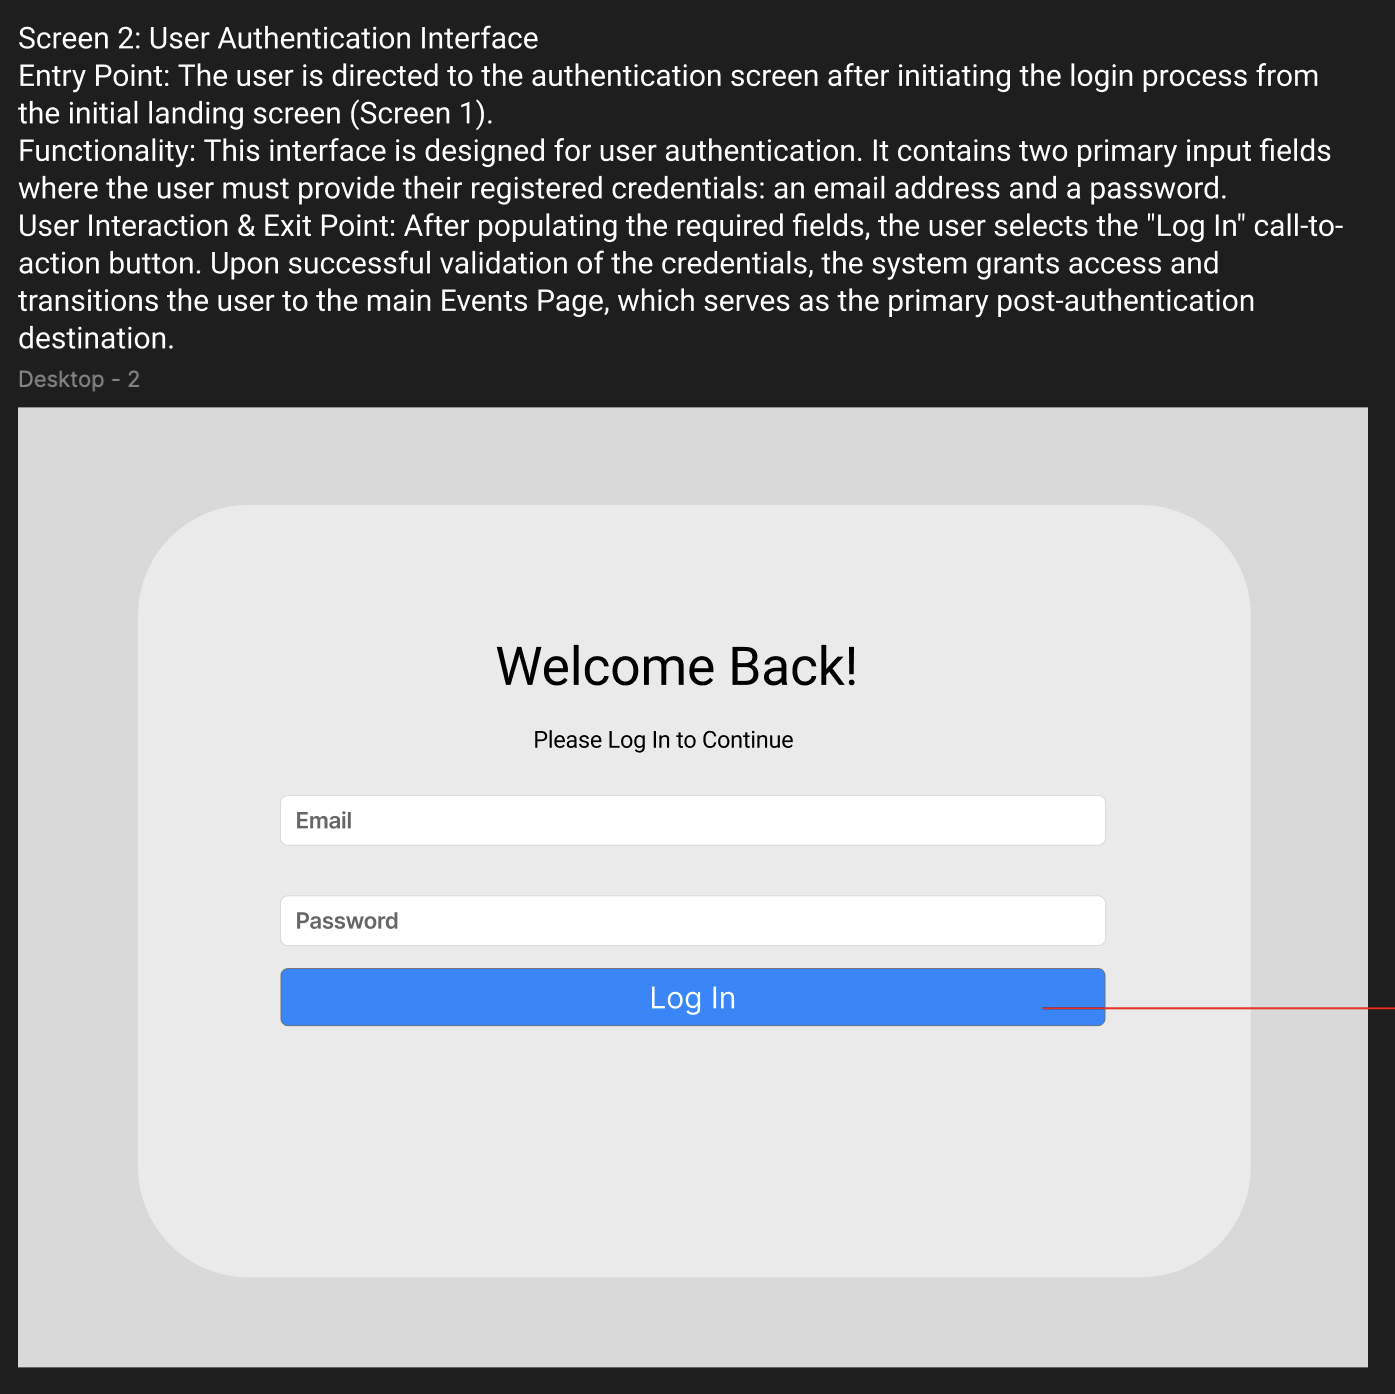 Screen 2: User Authentication Interface
Entry Point: The user is directed to the authentication screen after initiating the login process from
the initial landing screen (Screen 1).
Functionality: This interface is designed for user authentication. It contains two primary input fields
where the user must provide their registered credentials: an email address and a password.
User Interaction & Exit Point: After populating the required fields, the user selects the "Log In" call-to-
action button. Upon successful validation of the credentials, the system grants access and
transitions the user to the main Events Page, which serves as the primary post-authentication
destination.
Desktop - 2
Welcome Back!
Please Log In to Continue
Email
Password
Log In